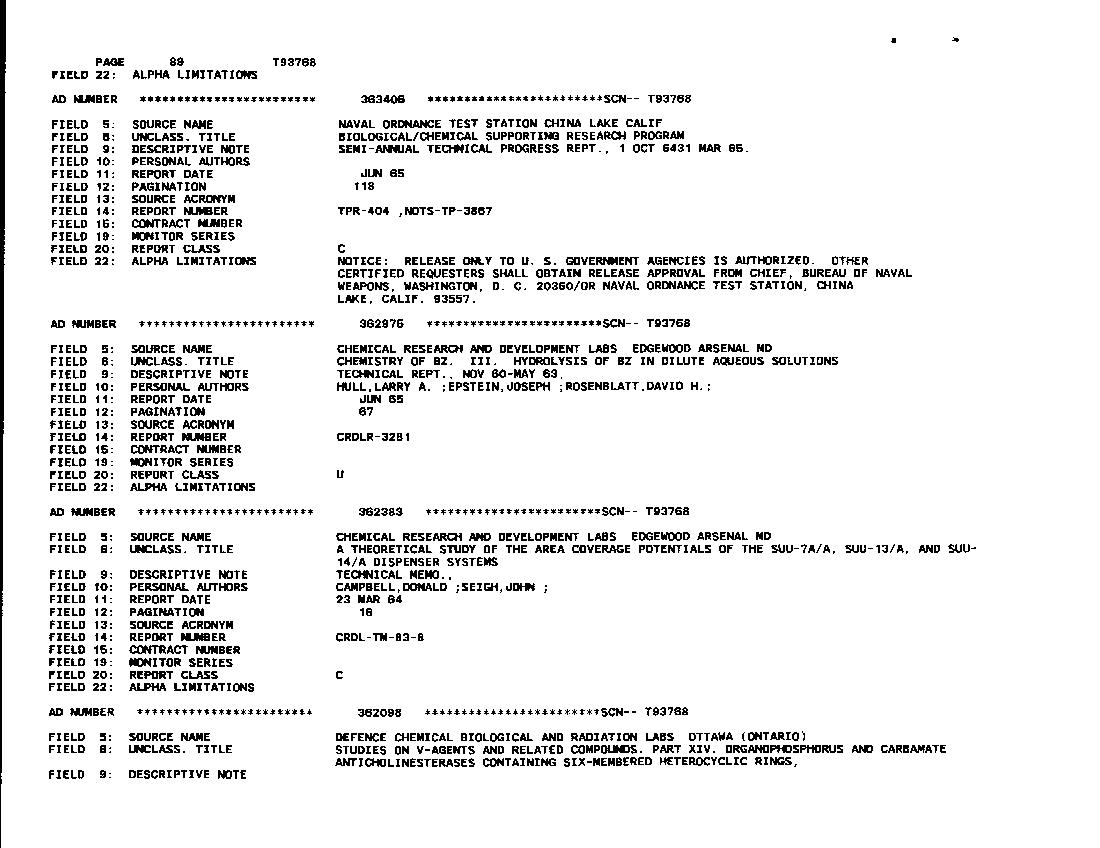 PAGE 89 T93768
FIELD 22: ALPHA LIMITATIONS
AD NUMBER ************************ 363406 ************************SCN-- T93768
FIELD 5: SOURCE NAME NAVAL ORDNANCE TEST STATION CHINA LAKE CALIF
FIELD 6: UNCLASS. TITLE BIOLOGICAL/CHEMICAL SUPPORTING RESEARCH PROGRAM
FIELD 9: DESCRIPTIVE NOTE SEMI-ANNUAL TECHNICAL PROGRESS REPT., 1 OCT 6431 MAR 65.
FIELD 10: PERSONAL AUTHORS
FIELD 11: REPORT DATE JUN 65
FIELD 12: PAGINATION 118
FIELD 13: SOURCE ACRONYM
FIELD 14: REPORT NUMBER TPR-404 ,NOTS-TP-3867
FIELD 15: CONTRACT NUMBER
FIELD 19: MONITOR SERIES
FIELD 20: REPORT CLASS C
FIELD 22: ALPHA LIMITATIONS NOTICE: RELEASE ONLY TO U. S. GOVERNMENT AGENCIES IS AUTHORIZED. OTHER
CERTIFIED REQUESTERS SHALL OBTAIN RELEASE APPROVAL FROM CHIEF, BUREAU OF NAVAL
WEAPONS, WASHINGTON, D. C. 20360/OR NAVAL ORDNANCE TEST STATION, CHINA
LAKE, CALIF. 93557.
AD NUMBER ************************ 362976 ************************SCN-- T93768
FIELD 5: SOURCE NAME CHEMICAL RESEARCH AND DEVELOPMENT LABS EDGEWOOD ARSENAL MD
FIELD 6: UNCLASS. TITLE CHEMISTRY OF BZ. III. HYDROLYSIS OF BZ IN DILUTE AQUEOUS SOLUTIONS
FIELD 9: DESCRIPTIVE NOTE TECHNICAL REPT., NOV 60-MAY 63.
FIELD 10: PERSONAL AUTHORS HULL,LARRY A. ;EPSTEIN,JOSEPH ;ROSENBLATT,DAVID H.;
FIELD 11: REPORT DATE JUN 65
FIELD 12: PAGINATION 67
FIELD 13: SOURCE ACRONYM
FIELD 14: REPORT NUMBER CRDLR-3281
FIELD 15: CONTRACT NUMBER
FIELD 19: MONITOR SERIES
FIELD 20: REPORT CLASS U
FIELD 22: ALPHA LIMITATIONS
AD NUMBER ************************ 362383 ************************SCN-- T93768
FIELD 5: SOURCE NAME CHEMICAL RESEARCH AND DEVELOPMENT LABS EDGEWOOD ARSENAL MD
FIELD 6: UNCLASS. TITLE A THEORETICAL STUDY OF THE AREA COVERAGE POTENTIALS OF THE SUU-7A/A, SUU-13/A, AND SUU-
14/A DISPENSER SYSTEMS
FIELD 9: DESCRIPTIVE NOTE TECHNICAL MEMO.,
FIELD 10: PERSONAL AUTHORS CAMPBELL,DONALD ;SEIGH,JOHN ;
FIELD 11: REPORT DATE 23 MAR 64
FIELD 12: PAGINATION 16
FIELD 13: SOURCE ACRONYM
FIELD 14: REPORT NUMBER CRDL-TM-63-6
FIELD 15: CONTRACT NUMBER
FIELD 19: MONITOR SERIES
FIELD 20: REPORT CLASS C
FIELD 22: ALPHA LIMITATIONS
AD NUMBER ************************ 362098 ************************SCN-- T93768
FIELD 5: SOURCE NAME DEFENCE CHEMICAL BIOLOGICAL AND RADIATION LABS OTTAWA (ONTARIO)
FIELD 6: UNCLASS. TITLE STUDIES ON V-AGENTS AND RELATED COMPOUNDS. PART XIV. ORGANOPHOSPHORUS AND CARBAMATE
ANTICHOLINESTERASES CONTAINING SIX-MEMBERED HETEROCYCLIC RINGS,
FIELD 9: DESCRIPTIVE NOTE